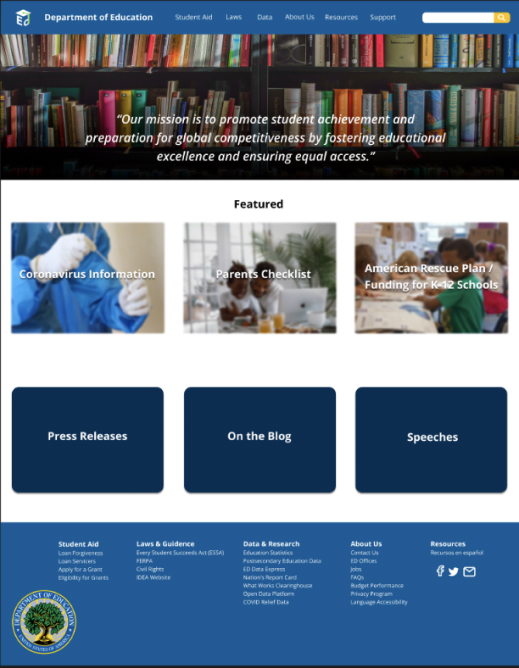 ED
Department of Education
Student Aid
Laws
Data
About Us
Resources
Support
“Our mission is to promote student achievement and
preparation for global competitiveness by fostering educational
excellence and ensuring equal access.”
Featured
Coronavirus Information
Parents Checklist
American Rescue Plan /
Funding for K-12 Schools
Press Releases
On the Blog
Speeches
Student Aid
Loan Forgiveness
Loan Servicers
Apply for a Grant
Eligibility for Grants
Laws & Guidance
Every Student Succeeds Act (ESSA)
FERPA
Civil Rights
IDEA Website
Data & Research
Education Statistics
Postsecondary Education Data
ED Data Express
Nation's Report Card
What Works Clearinghouse
Open Data Platform
COVID Relief Data
About Us
Contact Us
ED Offices
Jobs
FAQs
Budget Performance
Privacy Program
Language Accessibility
Resources
Recursos en español
DEPARTMENT OF EDUCATION
UNITED STATES OF AMERICA